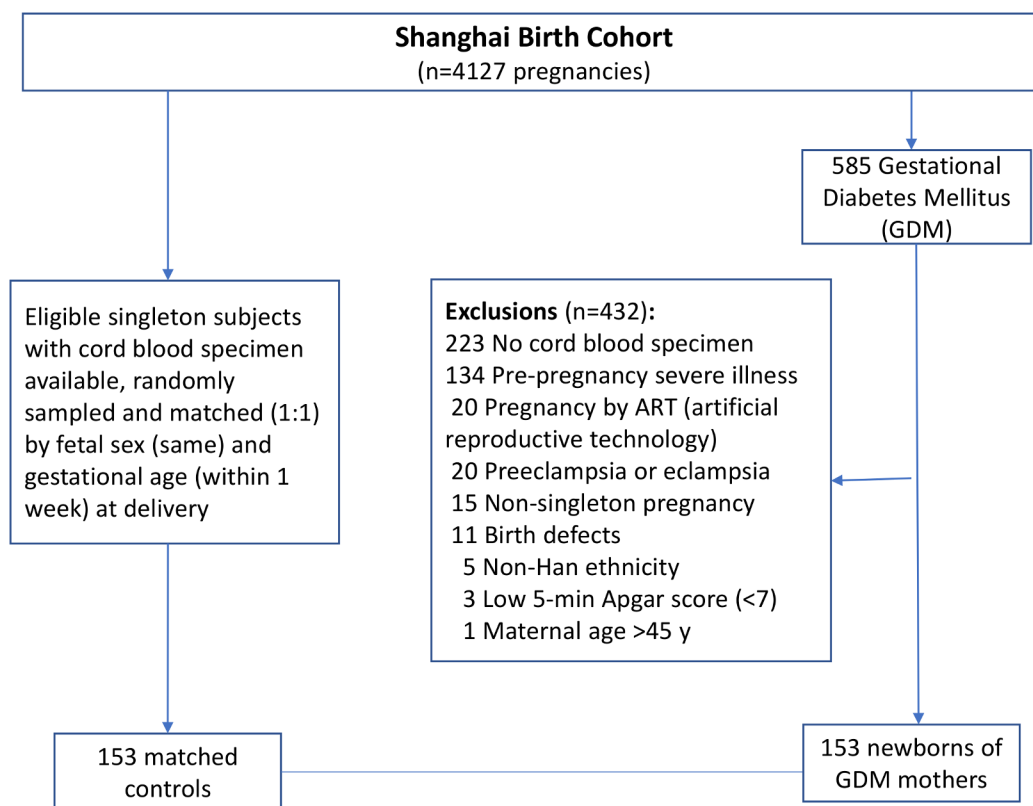 Shanghai Birth Cohort
(n=4127 pregnancies)
585 Gestational
Diabetes Mellitus
(GDM)
Eligible singleton subjects
with cord blood specimen
available, randomly
sampled and matched (1:1)
by fetal sex (same) and
gestational age (within 1
week) at delivery
Exclusions (n=432):
223 No cord blood specimen
134 Pre-pregnancy severe illness
20 Pregnancy by ART (artificial
reproductive technology)
20 Preeclampsia or eclampsia
15 Non-singleton pregnancy
11 Birth defects
5 Non-Han ethnicity
3 Low 5-min Apgar score (<7)
1 Maternal age >45 y
153 matched
controls
153 newborns of
GDM mothers